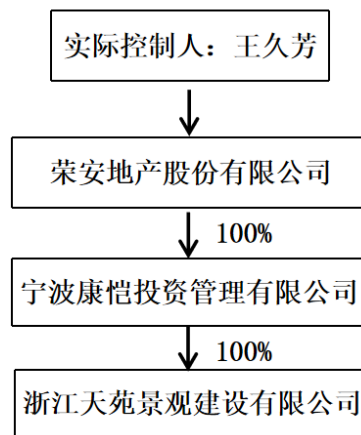 实际控制人：王久芳
荣安地产股份有限公司
100%
宁波康恺投资管理有限公司
100%
浙江天苑景观建设有限公司